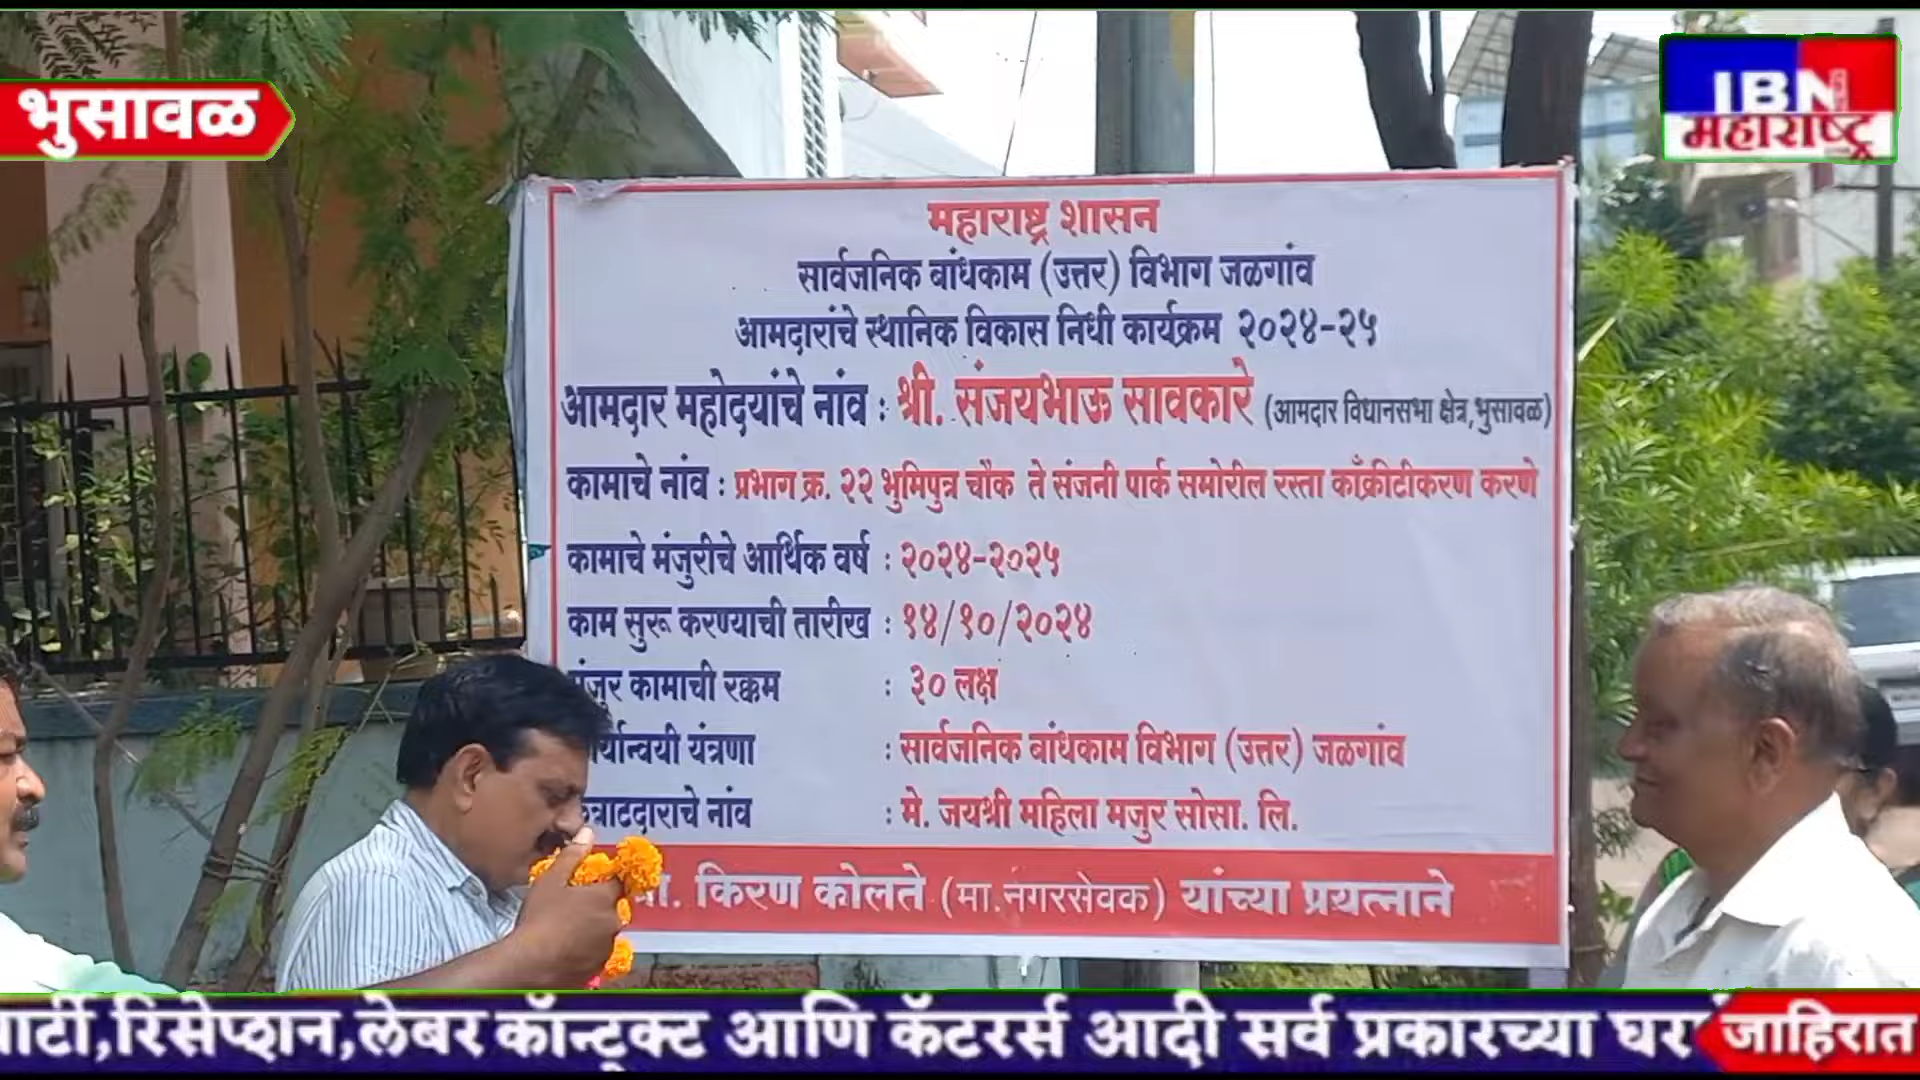 भुसावळ
IBN
महाराष्ट्र
महाराष्ट्र शासन
सार्वजनिक बांधकाम (उत्तर) विभाग जळगांव
आमदारांचे स्थानिक विकास निधी कार्यक्रम २०२४-२५
आमदार महोदयांचे नांव : श्री. संजयभाऊ सावकारे (आमदार विधानसभा क्षेत्र, भुसावळ)
कामाचे नांव : प्रभाग क्र. २२ भुमिपुत्र चौक ते संजनी पार्क समोरील रस्ता काँक्रीटीकरण करणे
कामाचे मंजुरीचे आर्थिक वर्ष : २०२४-२०२५
काम सुरू करण्याची तारीख : १४/१०/२०२४
कामाची रक्कम : ३० लक्ष
यंत्रणा : सार्वजनिक बांधकाम विभाग (उत्तर) जळगांव
नांव : मे. जयश्री महिला मजुर सोसा. लि.
किरण कोलते (मा.नगरसेवक) यांच्या प्रयत्नाने
,रिसेप्शन,लेबर कॉन्ट्रक्ट आणि कॅटरर्स आदी सर्व प्रकारच्या जाहिरात